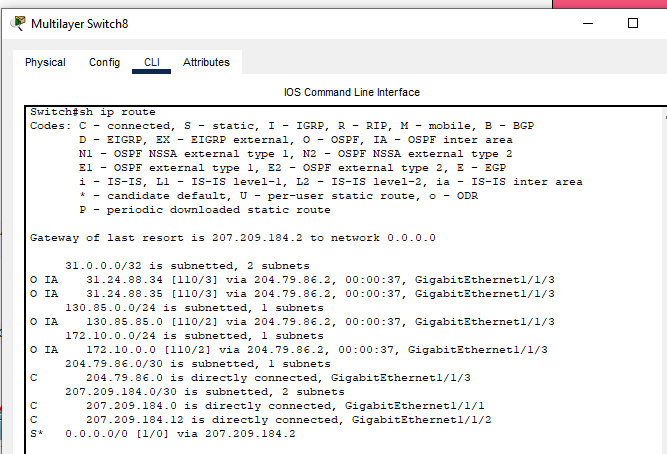 Multilayer Switch8
Physical Config CLI Attributes
IOS Command Line Interface
Switch#sh ip route
Codes: C - connected, S - static, I - IGRP, R - RIP, M - mobile, B - BGP
D - EIGRP, EX - EIGRP external, O - OSPF, IA - OSPF inter area
N1 - OSPF NSSA external type 1, N2 - OSPF NSSA external type 2
E1 - OSPF external type 1, E2 - OSPF external type 2, E - EGP
i - IS-IS, L1 - IS-IS level-1, L2 - IS-IS level-2, ia - IS-IS inter area
* - candidate default, U - per-user static route, o - ODR
P - periodic downloaded static route
Gateway of last resort is 207.209.184.2 to network 0.0.0.0
31.0.0.0/32 is subnetted, 2 subnets
O IA 31.24.88.34 [110/3] via 204.79.86.2, 00:00:37, GigabitEthernet1/1/3
O IA 31.24.88.35 [110/3] via 204.79.86.2, 00:00:37, GigabitEthernet1/1/3
130.85.0.0/24 is subnetted, 1 subnets
O IA 130.85.85.0 [110/2] via 204.79.86.2, 00:00:37, GigabitEthernet1/1/3
172.10.0.0/24 is subnetted, 1 subnets
O IA 172.10.0.0 [110/2] via 204.79.86.2, 00:00:37, GigabitEthernet1/1/3
204.79.86.0/30 is subnetted, 1 subnets
C 204.79.86.0 is directly connected, GigabitEthernet1/1/3
207.209.184.0/30 is subnetted, 2 subnets
C 207.209.184.0 is directly connected, GigabitEthernet1/1/1
C 207.209.184.12 is directly connected, GigabitEthernet1/1/2
S* 0.0.0.0/0 [1/0] via 207.209.184.2